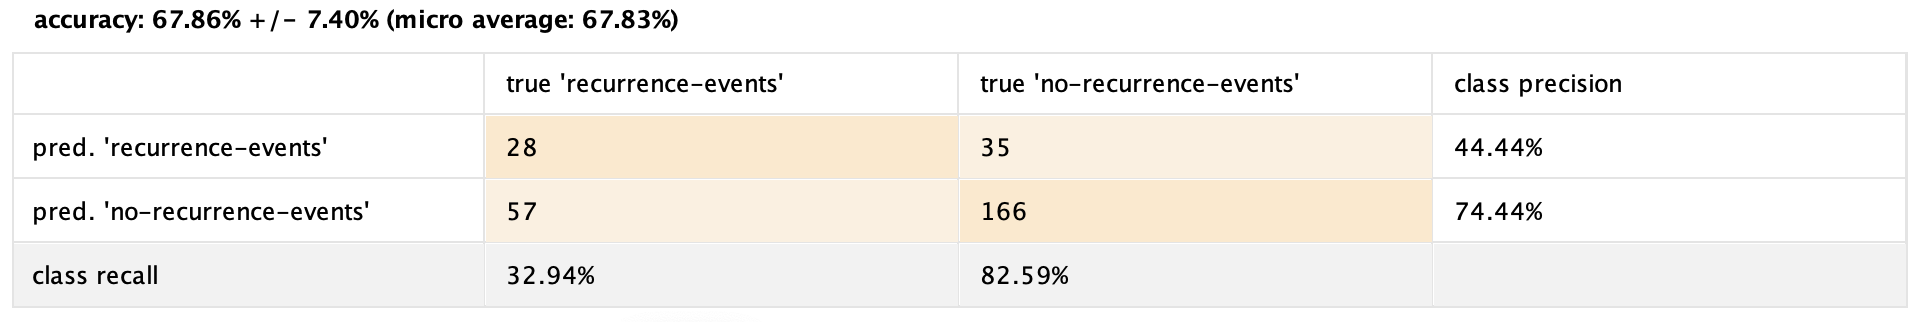 accuracy: 67.86% +/- 7.40% (micro average: 67.83%)
true 'recurrence-events' true 'no-recurrence-events' class precision
pred. 'recurrence-events' 28 35 44.44%
pred. 'no-recurrence-events' 57 166 74.44%
class recall 32.94% 82.59%